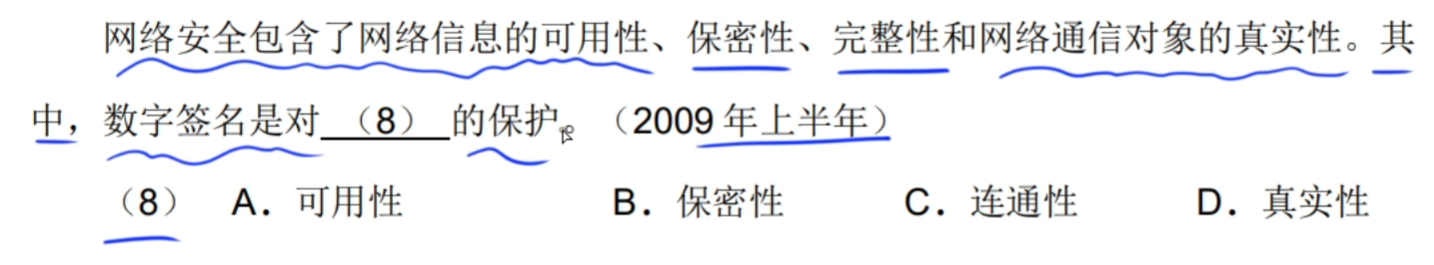 网络安全包含了网络信息的可用性、保密性、完整性和网络通信对象的真实性。其
中，数字签名是对 （8） 的保护。（2009 年上半年）
（8） A．可用性 B．保密性 C．连通性 D．真实性